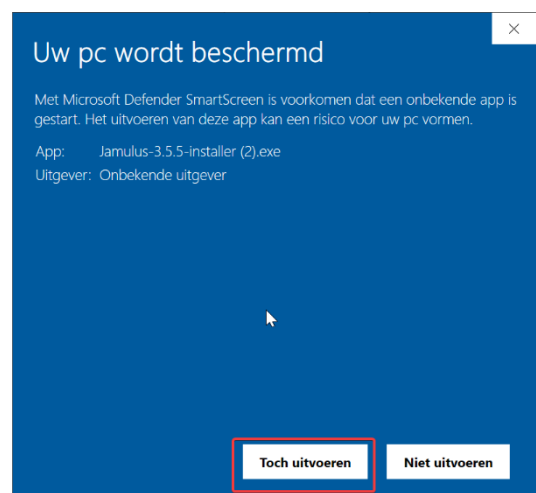 Uw pc wordt beschermd
Met Microsoft Defender SmartScreen is voorkomen dat een onbekende app is
gestart. Het uitvoeren van deze app kan een risico voor uw pc vormen.
App: Jamulus-3.5.5-installer (2).exe
Uitgever: Onbekende uitgever
Toch uitvoeren Niet uitvoeren